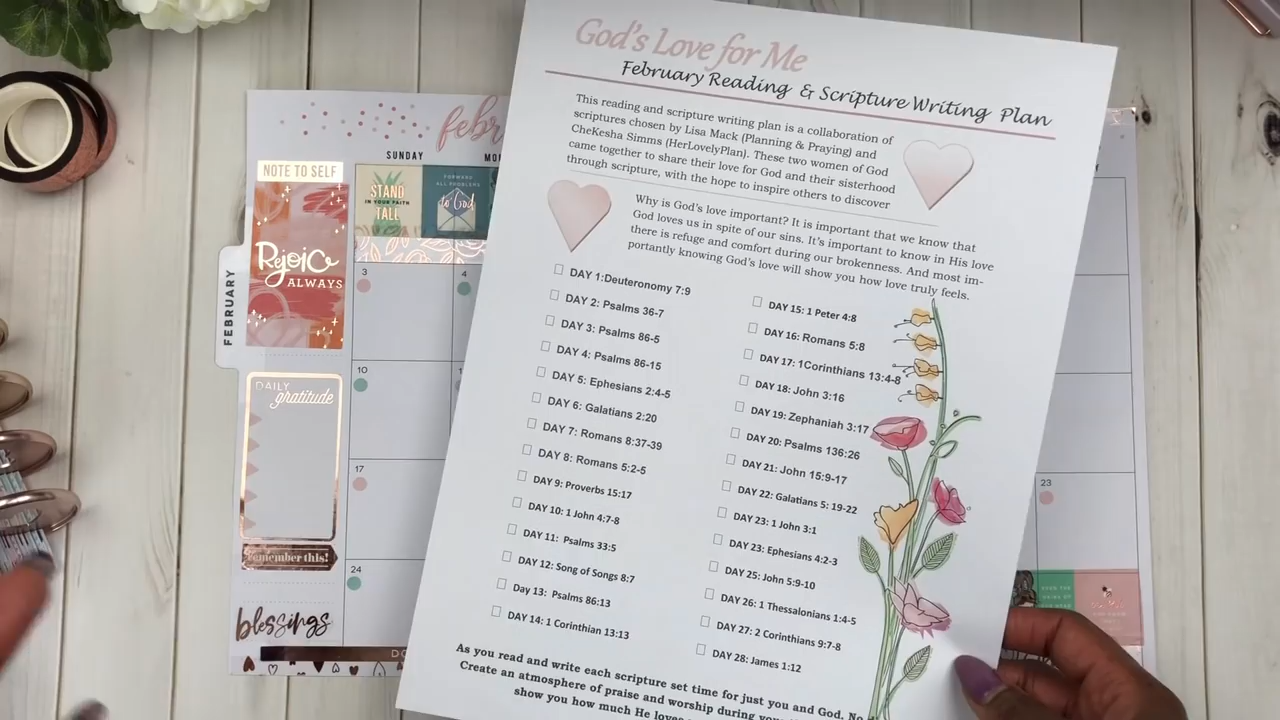 God's Love for Me
February Reading & Scripture Writing Plan
This reading and scripture writing plan is a collaboration of
scriptures chosen by Lisa Mack (Planning & Praying) and
CheKesha Simms (HerLovelyPlan). These two women of God
came together to share their love for God and their sisterhood
through scripture, with the hope to inspire others to discover
Why is God's love important? It is important that we know that
God loves us in spite of our sins. It's important to know in His love
there is refuge and comfort during our brokenness. And most im-
portantly knowing God's love will show you how love truly feels.
DAY 1:Deuteronomy 7:9
DAY 2: Psalms 36-7
DAY 3: Psalms 86-5
DAY 4: Psalms 86-15
DAY 5: Ephesians 2:4-5
DAY 6: Galatians 2:20
DAY 7: Romans 8:37-39
DAY 8: Romans 5:2-5
DAY 9: Proverbs 15:17
DAY 10: 1 John 4:7-8
DAY 11: Psalms 33:5
DAY 12: Song of Songs 8:7
Day 13: Psalms 86:13
DAY 14: 1 Corinthian 13:13
DAY 15: 1 Peter 4:8
DAY 16: Romans 5:8
DAY 17: 1Corinthians 13:4-8
DAY 18: John 3:16
DAY 19: Zephaniah 3:17
DAY 20: Psalms 136:26
DAY 21: John 15:9-17
DAY 22: Galatians 5: 19-22
DAY 23: 1 John 3:1
DAY 23: Ephesians 4:2-3
DAY 25: John 5:9-10
DAY 26: 1 Thessalonians 1:4-5
DAY 27: 2 Corinthians 9:7-8
DAY 28: James 1:12
As you read and write each scripture set time for just you and God. No
Create an atmosphere of praise and worship during
show you how much He loves
febr
SUNDAY
NOTE TO SELF
Rejoice
ALWAYS
STAND
IN YOUR FAITH
TALL
FORWARD
ALL PROBLEMS
to God
FEBRUARY
3
4
10
17
24
23
DAILY
gratitude
remember this!
blessings